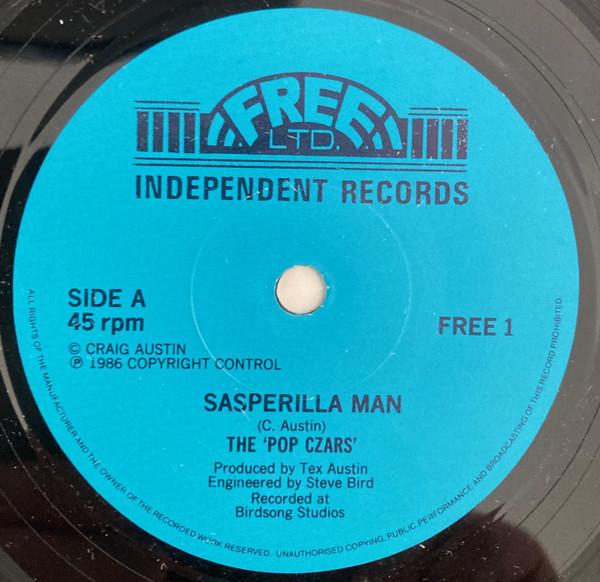 FREE
LTD.
INDEPENDENT RECORDS
SIDE A
45 rpm
FREE 1
© CRAIG AUSTIN
℗ 1986 COPYRIGHT CONTROL
SASPERILLA MAN
(C. Austin)
THE 'POP CZARS'
Produced by Tex Austin
Engineered by Steve Bird
Recorded at
Birdsong Studios
ALL RIGHTS OF THE MANUFACTURER AND THE OWNER OF THE RECORDED WORK RESERVED. UNAUTHORISED COPYING, PUBLIC PERFORMANCE AND BROADCASTING OF THIS RECORD PROHIBITED.